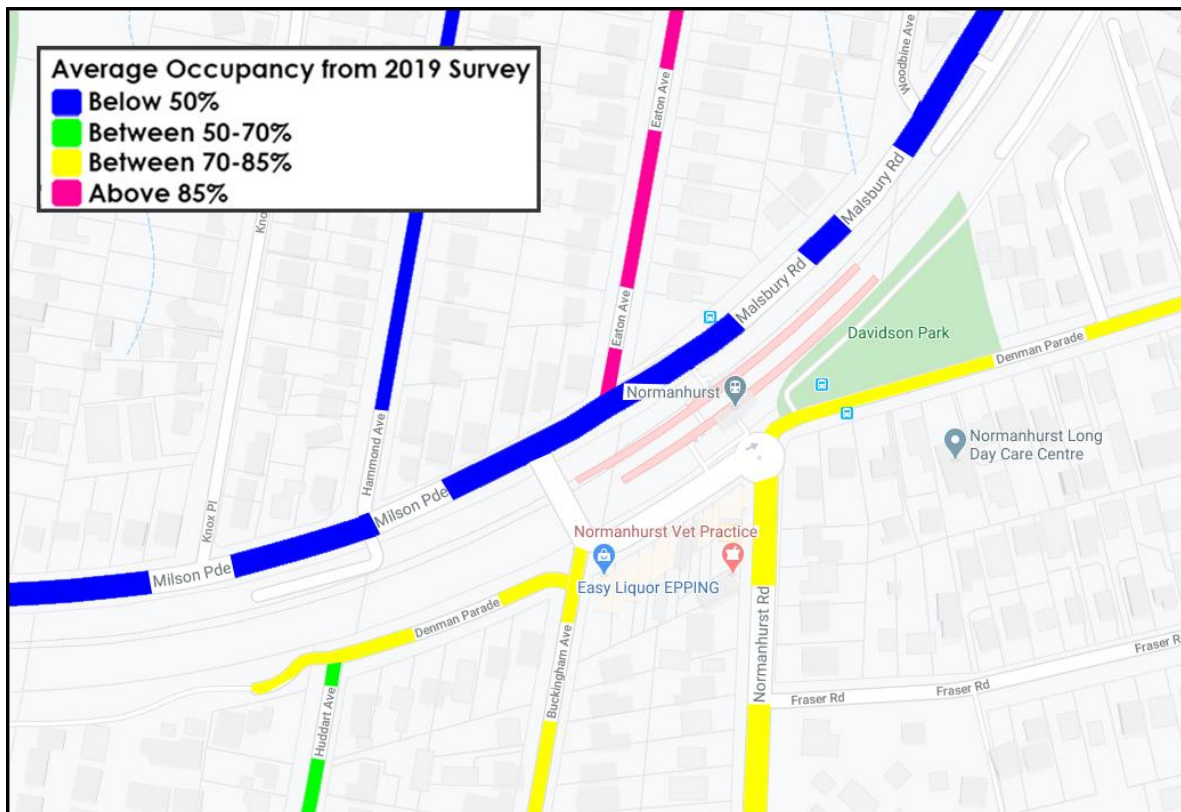 Average Occupancy from 2019 Survey
Below 50%
Between 50-70%
Between 70-85%
Above 85%
Woodbine Ave
Eaton Ave
Malsbury Rd
Malsbury Rd
Eaton Ave
Davidson Park
Denman Parade
Normanhurst
Hammond Ave
Normanhurst Long
Day Care Centre
Milson Pde
Knox Pl
Milson Pde
Normanhurst Vet Practice
Easy Liquor EPPING
Denman Parade
Buckingham Ave
Normanhurst Rd
Huddart Ave
Fraser Rd
Fraser Rd
Fraser